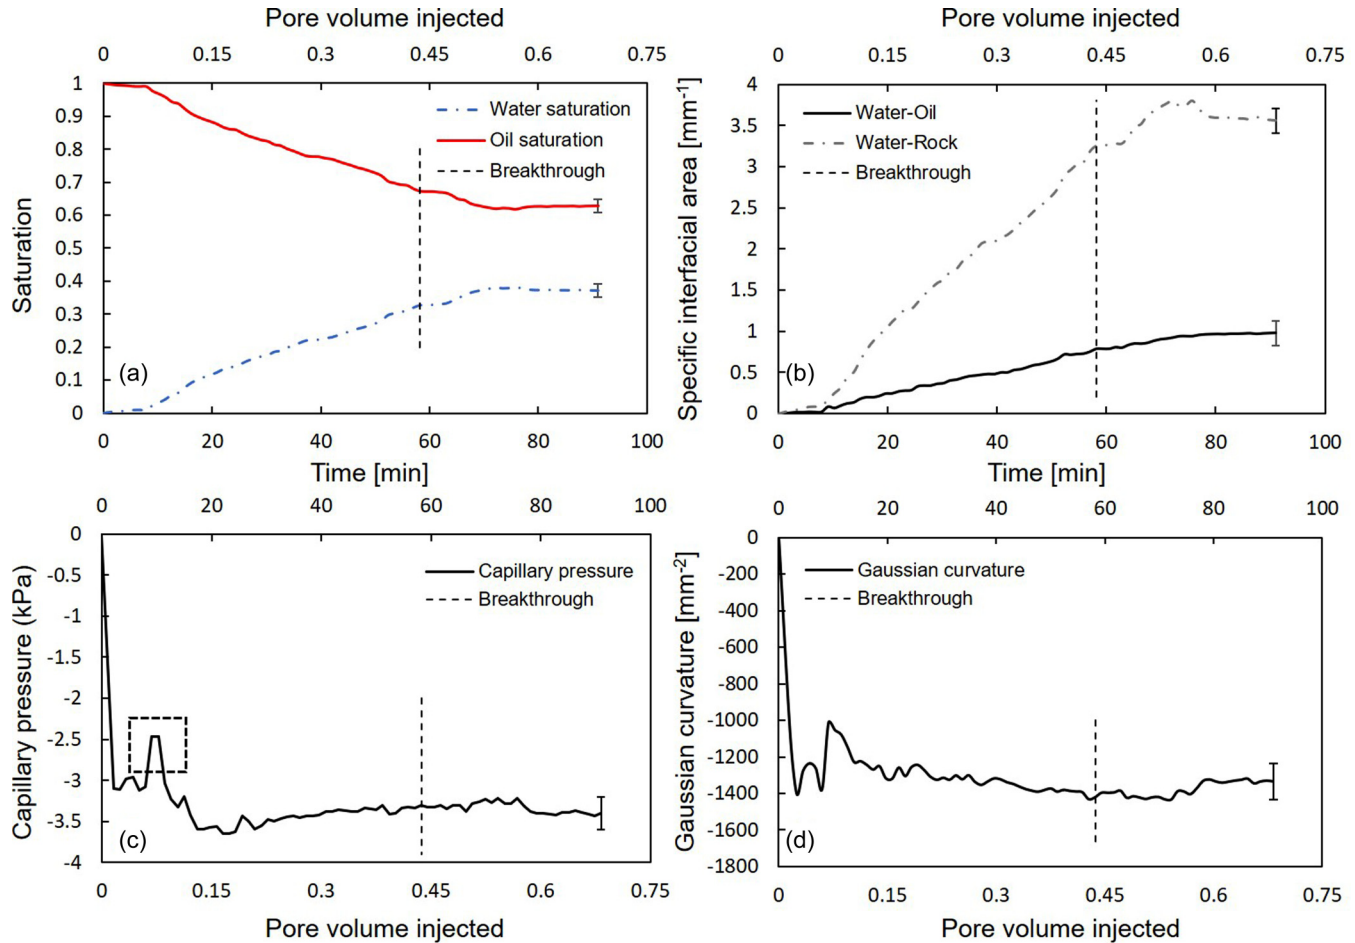 Pore volume injected
0 0.15 0.3 0.45 0.6 0.75
1
0.9
0.8
0.7
0.6
0.5
0.4
0.3
0.2
0.1
0
Saturation
Water saturation
Oil saturation
Breakthrough
(a)
0 20 40 60 80 100
Time [min]
Pore volume injected
0 0.15 0.3 0.45 0.6 0.75
4
3.5
3
2.5
2
1.5
1
0.5
0
Specific interfacial area [mm-1]
Water-Oil
Water-Rock
Breakthrough
(b)
0 20 40 60 80 100
Time [min]
0 20 40 60 80 100
0
-0.5
-1
-1.5
-2
-2.5
-3
-3.5
-4
Capillary pressure (kPa)
Capillary pressure
Breakthrough
(c)
0 0.15 0.3 0.45 0.6 0.75
Pore volume injected
0 20 40 60 80 100
0
-200
-400
-600
-800
-1000
-1200
-1400
-1600
-1800
Gaussian curvature [mm-2]
Gaussian curvature
Breakthrough
(d)
0 0.15 0.3 0.45 0.6 0.75
Pore volume injected